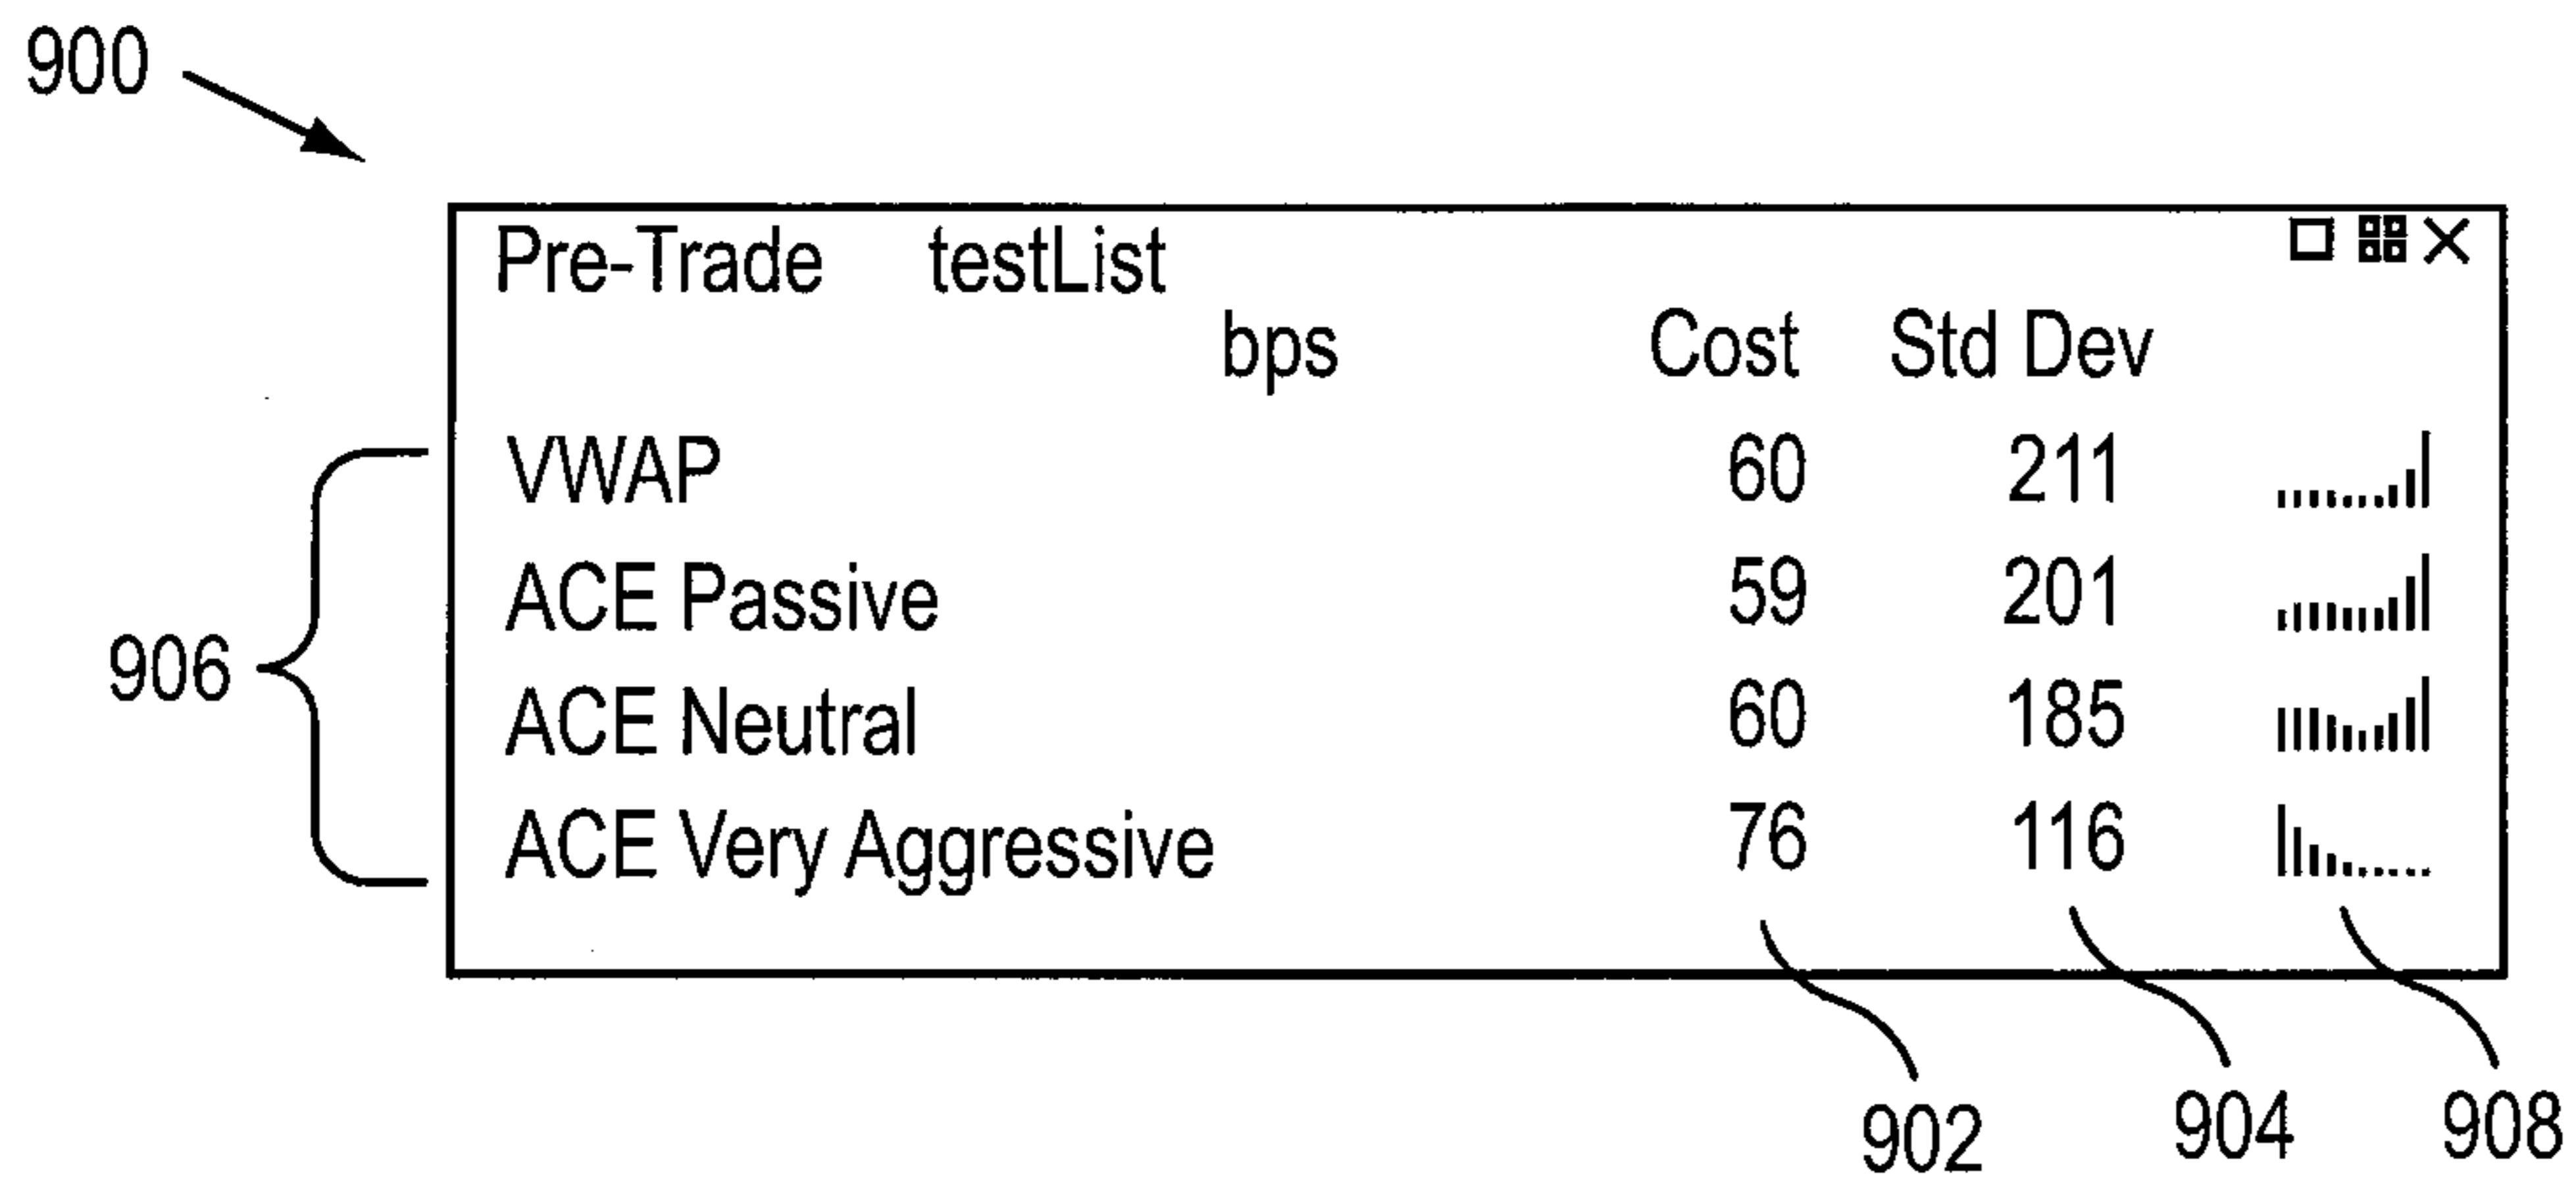 900
Pre-Trade testList
bps Cost Std Dev
VWAP 60 211
ACE Passive 59 201
906
ACE Neutral 60 185
ACE Very Aggressive 76 116
902 904 908